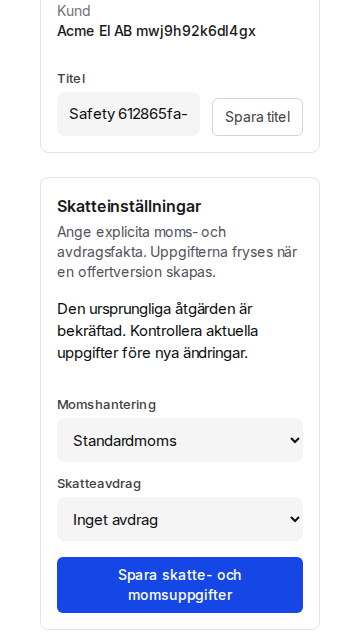 Kund
Acme El AB mwj9h92k6dl4gx
Titel
Safety 612865fa-
Spara titel
Skatteinställningar
Ange explicita moms- och
avdragsfakta. Uppgifterna fryses när
en offertversion skapas.
Den ursprungliga åtgärden är
bekräftad. Kontrollera aktuella
uppgifter före nya ändringar.
Momshantering
Standardmoms
Skatteavdrag
Inget avdrag
Spara skatte- och
momsuppgifter